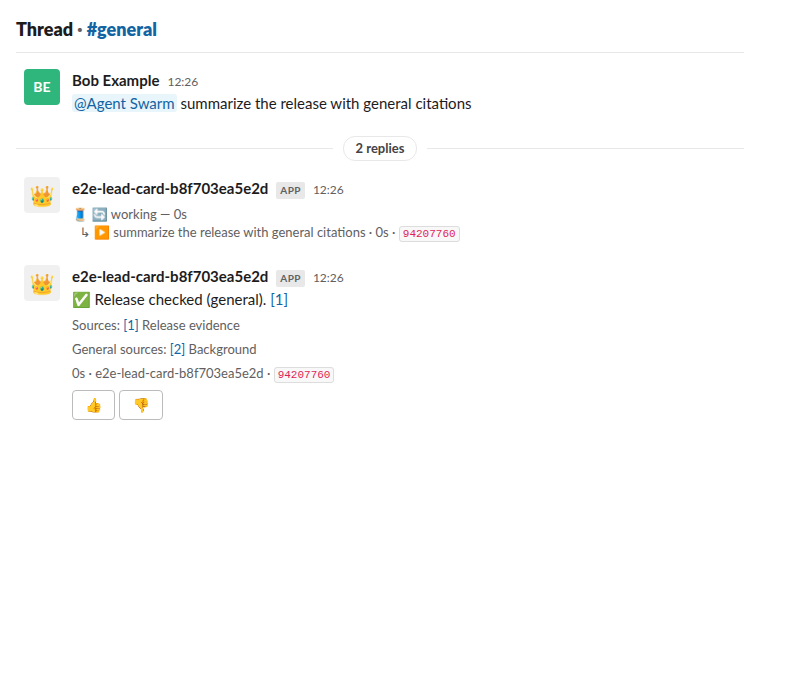 Thread • #general
BE
Bob Example 12:26
@Agent Swarm summarize the release with general citations
2 replies
e2e-lead-card-b8f703ea5e2d APP 12:26
🧵 🔄 working — 0s
↳ ▶️ summarize the release with general citations · 0s · 94207760
e2e-lead-card-b8f703ea5e2d APP 12:26
✅ Release checked (general). [1]
Sources: [1] Release evidence
General sources: [2] Background
0s · e2e-lead-card-b8f703ea5e2d · 94207760
👍 👎